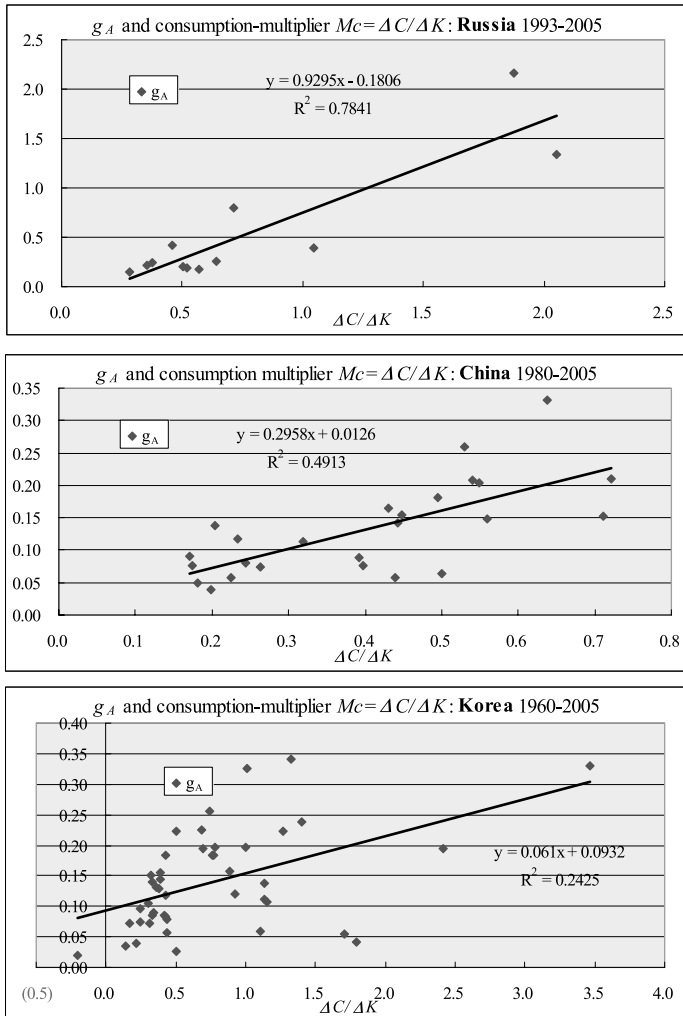 g_A and consumption-multiplier Mc=ΔC/ΔK: Russia 1993-2005
2.5
2.0
1.5
1.0
0.5
0.0
g_A
y = 0.9295x - 0.1806
R² = 0.7841
0.0 0.5 1.0 1.5 2.0 2.5
ΔC/ΔK
g_A and consumption multiplier Mc=ΔC/ΔK: China 1980-2005
0.35
0.30
0.25
0.20
0.15
0.10
0.05
0.00
g_A
y = 0.2958x + 0.0126
R² = 0.4913
0.0 0.1 0.2 0.3 0.4 0.5 0.6 0.7 0.8
ΔC/ΔK
g_A and consumption-multiplier Mc=ΔC/ΔK: Korea 1960-2005
0.40
0.35
0.30
0.25
0.20
0.15
0.10
0.05
0.00
g_A
y = 0.061x + 0.0932
R² = 0.2425
(0.5) 0.0 0.5 1.0 1.5 2.0 2.5 3.0 3.5 4.0
ΔC/ΔK